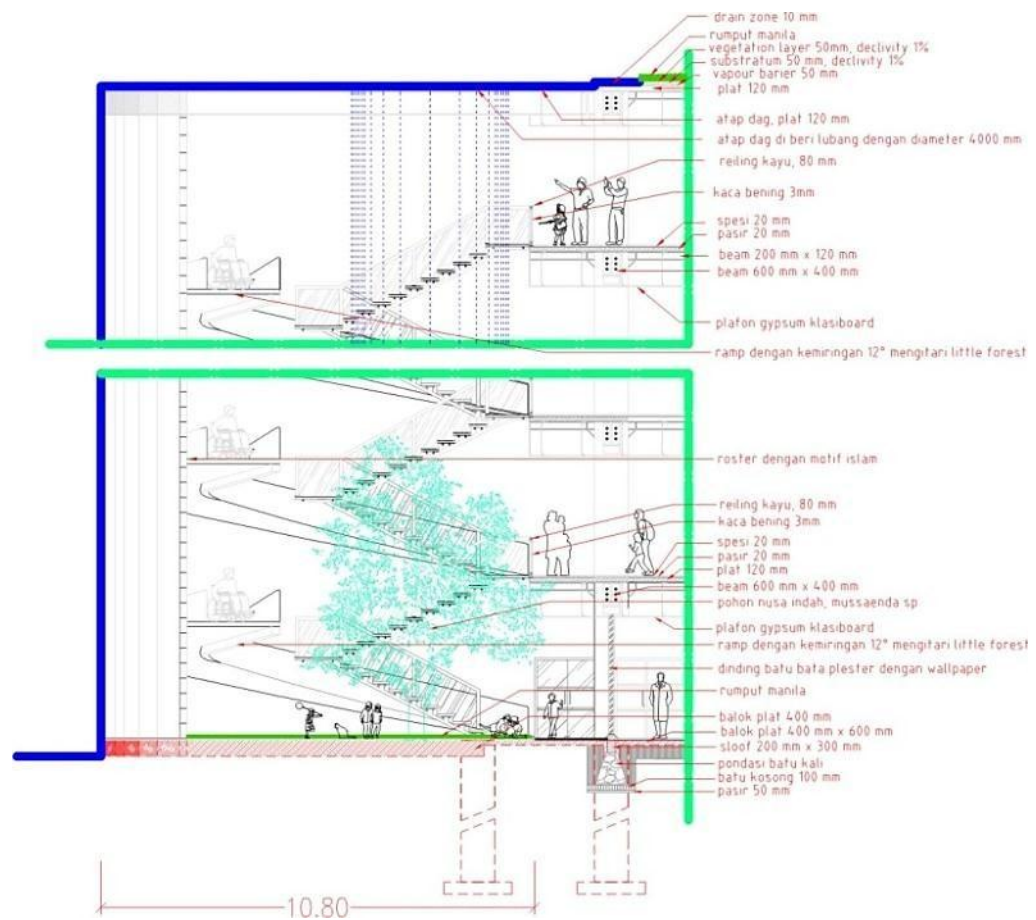 drain zone 10 mm
rumput manila
vegetation layer 50mm, declivity 1%
substratum 50 mm, declivity 1%
vapour barier 50 mm
plat 120 mm
atap dag, plat 120 mm
atap dag di beri lubang dengan diameter 4000 mm
reiling kayu, 80 mm
kaca bening 3mm
spesi 20 mm
pasir 20 mm
beam 200 mm x 120 mm
beam 600 mm x 400 mm
plafon gypsum klasiboard
ramp dengan kemiringan 12° mengitari little forest
roster dengan motif islam
reiling kayu, 80 mm
kaca bening 3mm
spesi 20 mm
pasir 20 mm
plat 120 mm
beam 600 mm x 400 mm
pohon nusa indah, mussaenda sp
plafon gypsum klasiboard
ramp dengan kemiringan 12° mengitari little forest
dinding batu bata plester dengan wallpaper
rumput manila
balok plat 400 mm
balok plat 400 mm x 600 mm
sloof 200 mm x 300 mm
pondasi batu kali
batu kosong 100 mm
pasir 50 mm
10.80